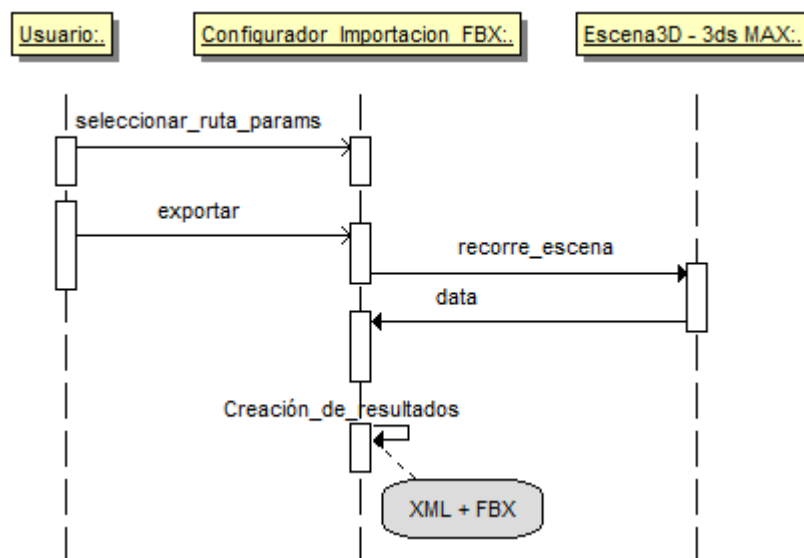 Usuario:.
Configurador_Importacion_FBX:.
Escena3D - 3ds MAX:.
seleccionar_ruta_params
exportar
recorre_escena
data
Creación_de_resultados
XML + FBX